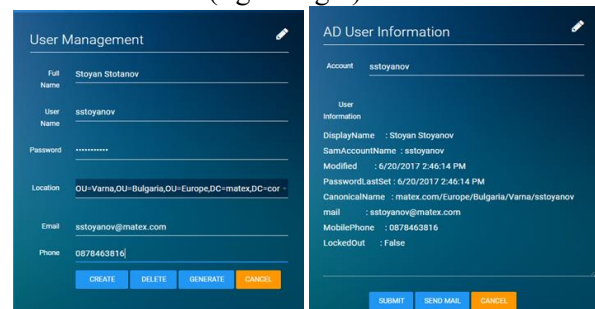 User Management
Full Name
Stoyan Stotanov
User Name
sstoyanov
Password
···········
Location
OU=Varna,OU=Bulgaria,OU=Europe,DC=matex,DC=cor
Email
sstoyanov@matex.com
Phone
0878463816
CREATE DELETE GENERATE CANCEL
AD User Information
Account
sstoyanov
User Information
DisplayName : Stoyan Stoyanov
SamAccountName : sstoyanov
Modified : 6/20/2017 2:46:14 PM
PasswordLastSet : 6/20/2017 2:46:14 PM
CanonicalName : matex.com/Europe/Bulgaria/Varna/sstoyanov
mail : sstoyanov@matex.com
MobilePhone : 0878463816
LockedOut : False
SUBMIT SEND MAIL CANCEL